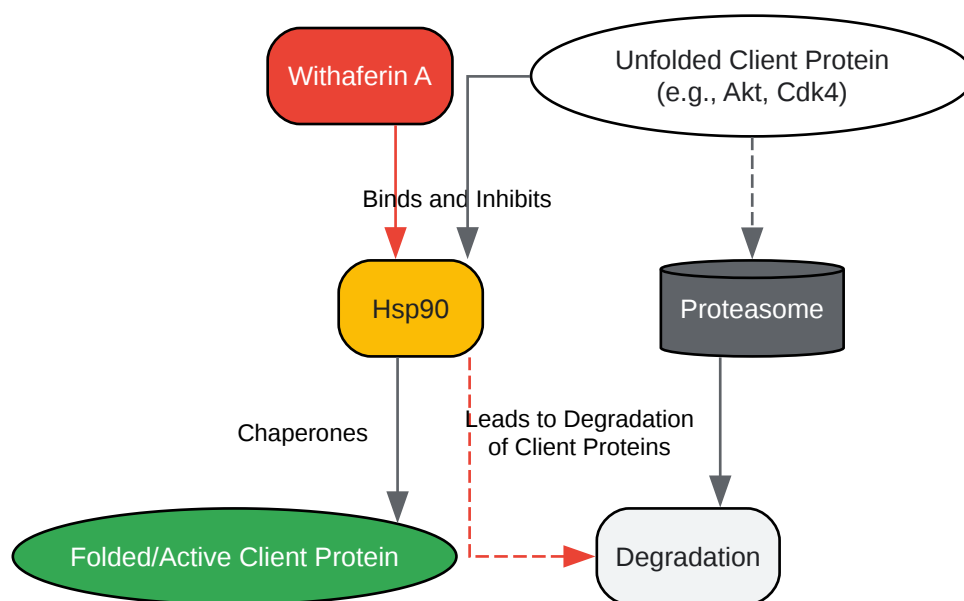 Withaferin A
Unfolded Client Protein
(e.g., Akt, Cdk4)
Binds and Inhibits
Hsp90
Proteasome
Chaperones
Leads to Degradation
of Client Proteins
Folded/Active Client Protein
Degradation